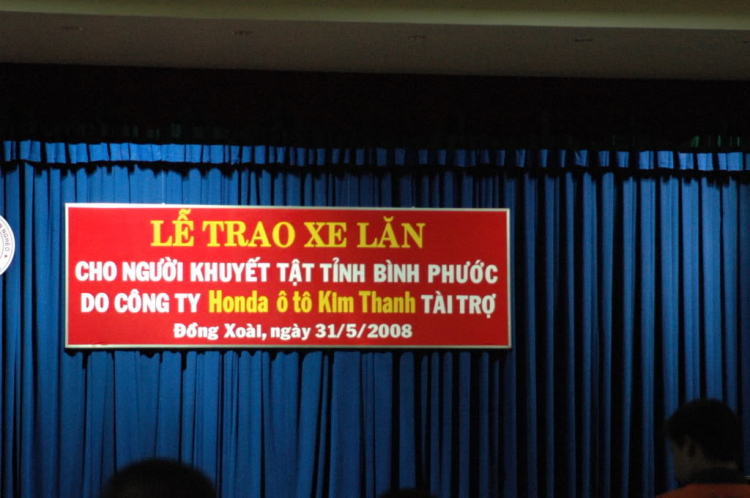 LỄ TRAO XE LĂN
CHO NGƯỜI KHUYẾT TẬT TỈNH BÌNH PHƯỚC
DO CÔNG TY Honda ô tô Kim Thanh TÀI TRỢ
Đồng Xoài, ngày 31/5/2008